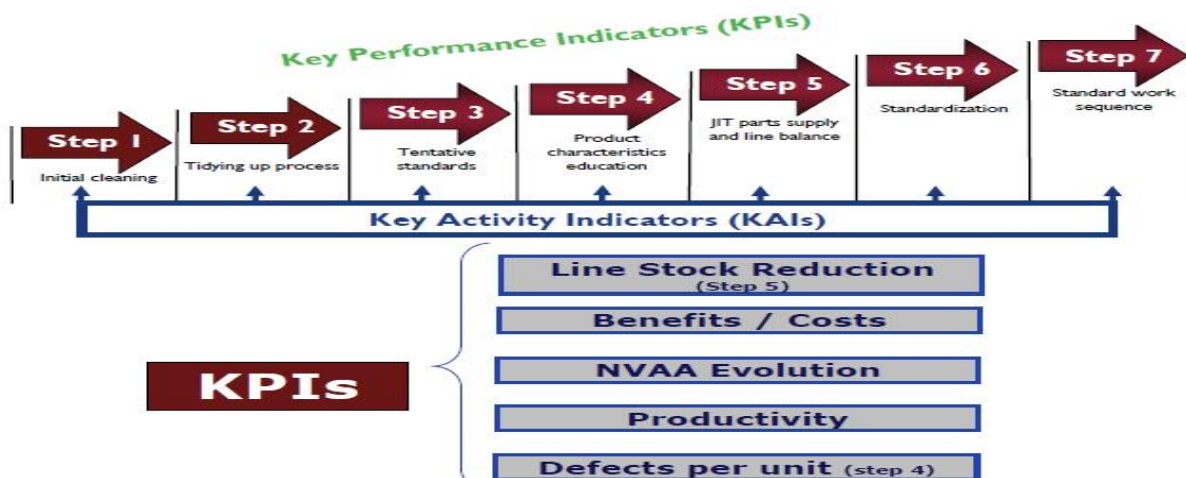 Key Performance Indicators (KPIs)
Step 1
Initial cleaning
Step 2
Tidying up process
Step 3
Tentative
standards
Step 4
Product
characteristics
education
Step 5
JIT parts supply
and line balance
Step 6
Standardization
Step 7
Standard work
sequence
Key Activity Indicators (KAIs)
KPIs
Line Stock Reduction
(Step 5)
Benefits / Costs
NVAA Evolution
Productivity
Defects per unit (step 4)